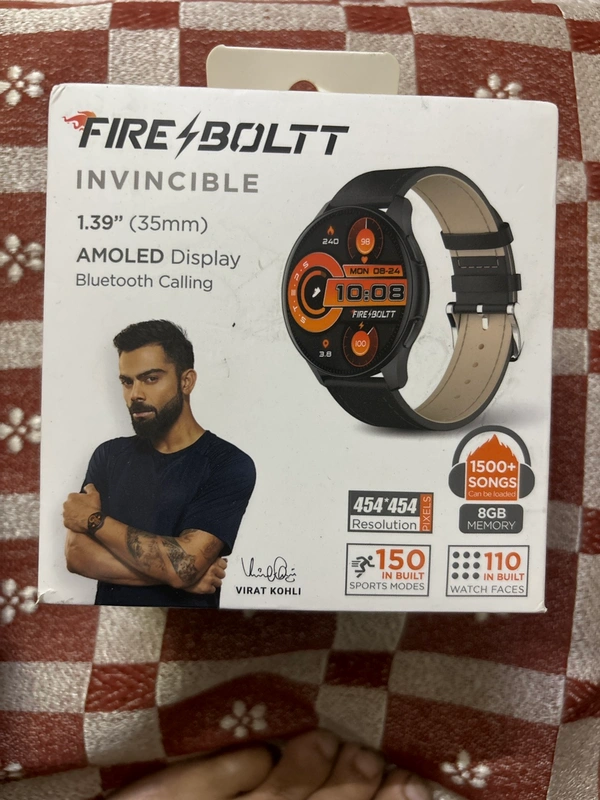 FIRE BOLTT
INVINCIBLE
1.39” (35mm)
AMOLED Display
Bluetooth Calling
240
98
MON 08-24
10:08
FIRE BOLTT
3.8
100
1500+
SONGS
Can be loaded
8GB
MEMORY
454*454
Resolution
PIXELS
150
IN BUILT
SPORTS MODES
110
IN BUILT
WATCH FACES
VIRAT KOHLI